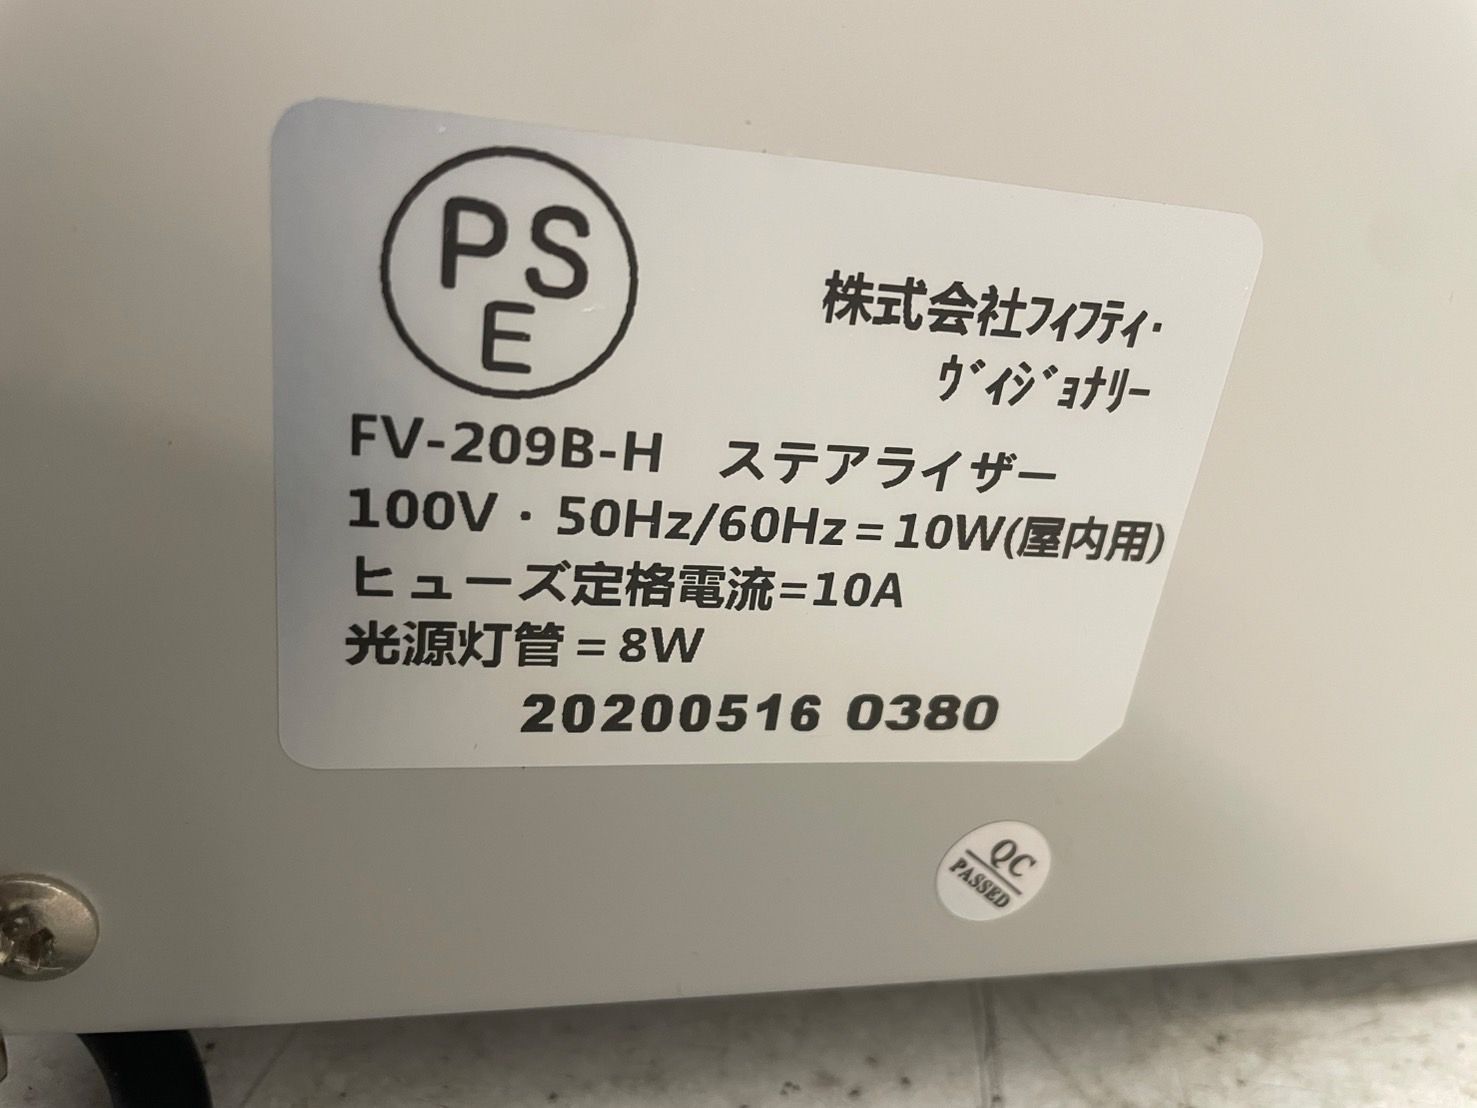 PS
E
株式会社ﾌｨﾌﾃｨ・
ｳﾞｨｼﾞｮﾅﾘｰ
FV-209B-H　ステアライザー
100V・50Hz/60Hz＝10W(屋内用)
ヒューズ定格電流=10A
光源灯管＝8W
20200516 0380
QC
PASSED